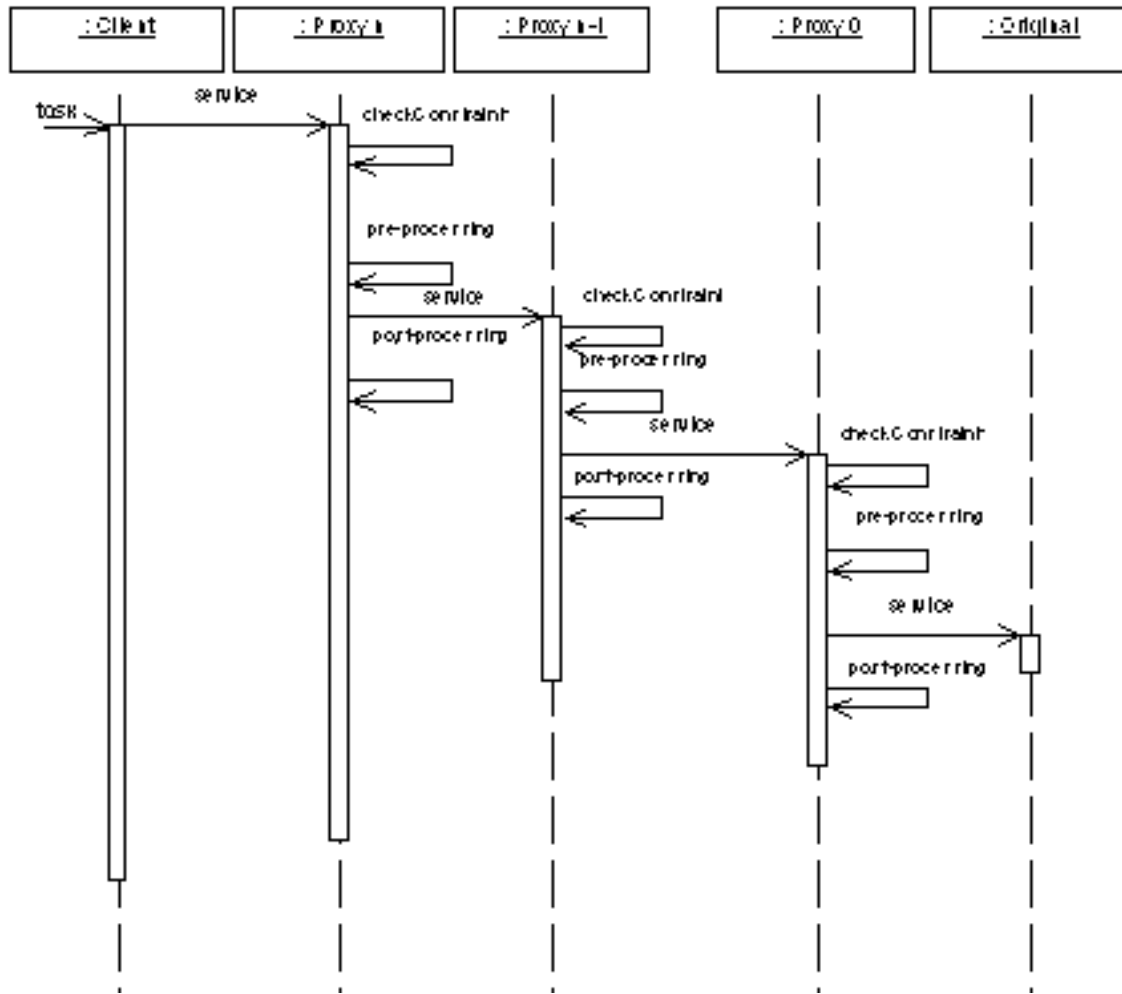 : Client
: Proxy n
: Proxy n-1
: Proxy 0
: Original
service
task
checkConstraint
pre-processing
service
checkConstraint
post-processing
pre-processing
service
checkConstraint
post-processing
pre-processing
service
post-processing